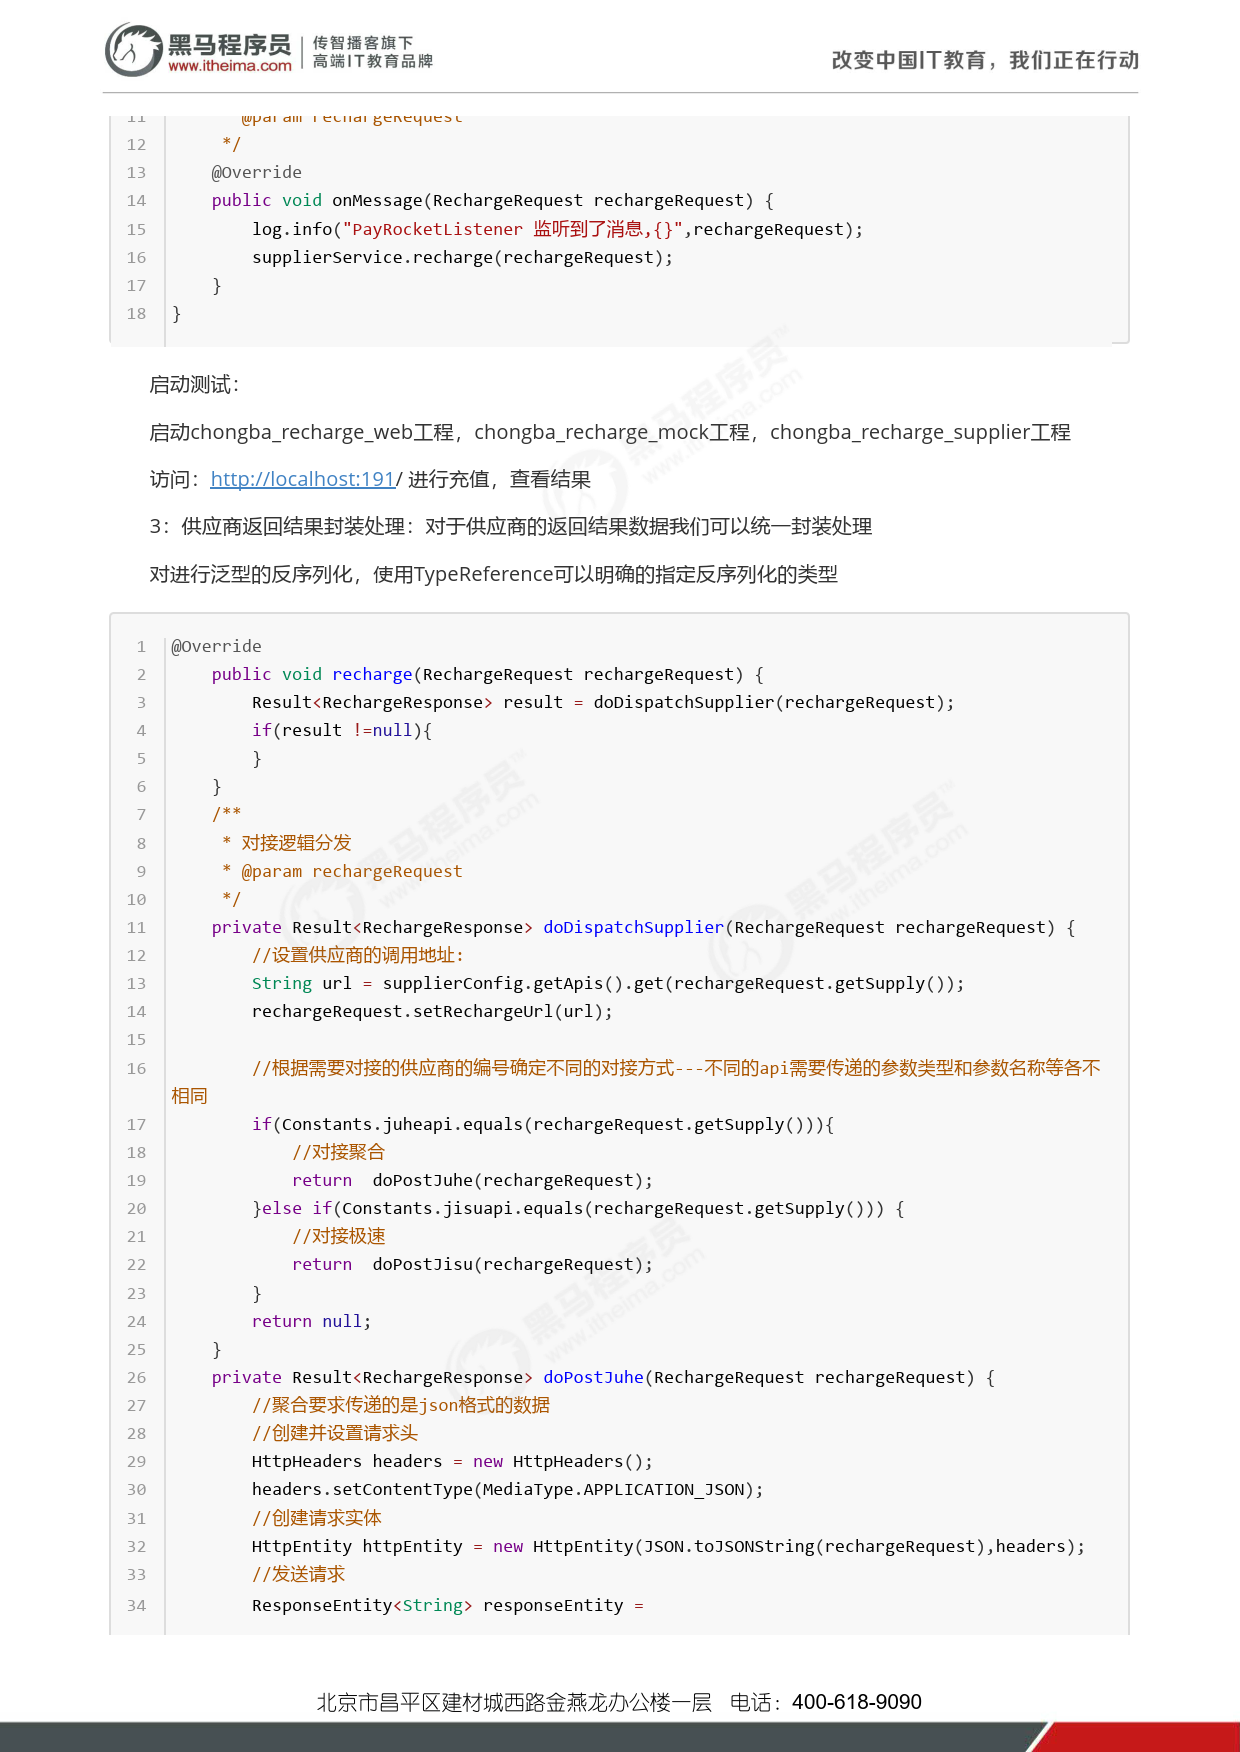 黑马程序员 传智播客旗下
www.itheima.com 高端IT教育品牌
改变中国IT教育，我们正在行动
11 @param rechargeRequest
12 */
13 @Override
14 public void onMessage(RechargeRequest rechargeRequest) {
15 log.info("PayRocketListener 监听到了消息,{}",rechargeRequest);
16 supplierService.recharge(rechargeRequest);
17 }
18 }
启动测试：
启动chongba_recharge_web工程，chongba_recharge_mock工程，chongba_recharge_supplier工程
访问：http://localhost:191/ 进行充值，查看结果
3：供应商返回结果封装处理：对于供应商的返回结果数据我们可以统一封装处理
对进行泛型的反序列化，使用TypeReference可以明确的指定反序列化的类型
1 @Override
2 public void recharge(RechargeRequest rechargeRequest) {
3 Result<RechargeResponse> result = doDispatchSupplier(rechargeRequest);
4 if(result !=null){
5 }
6 }
7 /**
8 * 对接逻辑分发
9 * @param rechargeRequest
10 */
11 private Result<RechargeResponse> doDispatchSupplier(RechargeRequest rechargeRequest) {
12 //设置供应商的调用地址:
13 String url = supplierConfig.getApis().get(rechargeRequest.getSupply());
14 rechargeRequest.setRechargeUrl(url);
15
16 //根据需要对接的供应商的编号确定不同的对接方式---不同的api需要传递的参数类型和参数名称等各不
相同
17 if(Constants.juheapi.equals(rechargeRequest.getSupply())){
18 //对接聚合
19 return  doPostJuhe(rechargeRequest);
20 }else if(Constants.jisuapi.equals(rechargeRequest.getSupply())) {
21 //对接极速
22 return  doPostJisu(rechargeRequest);
23 }
24 return null;
25 }
26 private Result<RechargeResponse> doPostJuhe(RechargeRequest rechargeRequest) {
27 //聚合要求传递的是json格式的数据
28 //创建并设置请求头
29 HttpHeaders headers = new HttpHeaders();
30 headers.setContentType(MediaType.APPLICATION_JSON);
31 //创建请求实体
32 HttpEntity httpEntity = new HttpEntity(JSON.toJSONString(rechargeRequest),headers);
33 //发送请求
34 ResponseEntity<String> responseEntity =
北京市昌平区建材城西路金燕龙办公楼一层 电话：400-618-9090